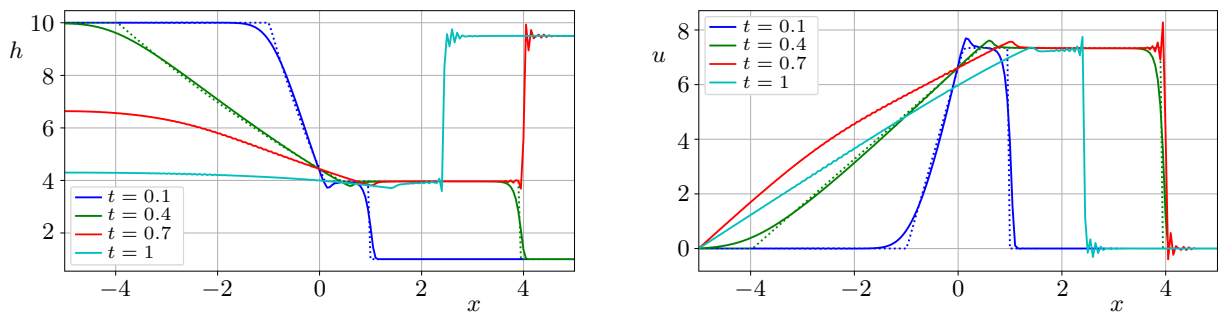 10
8
6
4
2
h
−4 −2 0 2 4
x
t = 0.1
t = 0.4
t = 0.7
t = 1
8
6
4
2
0
u
−4 −2 0 2 4
x
t = 0.1
t = 0.4
t = 0.7
t = 1